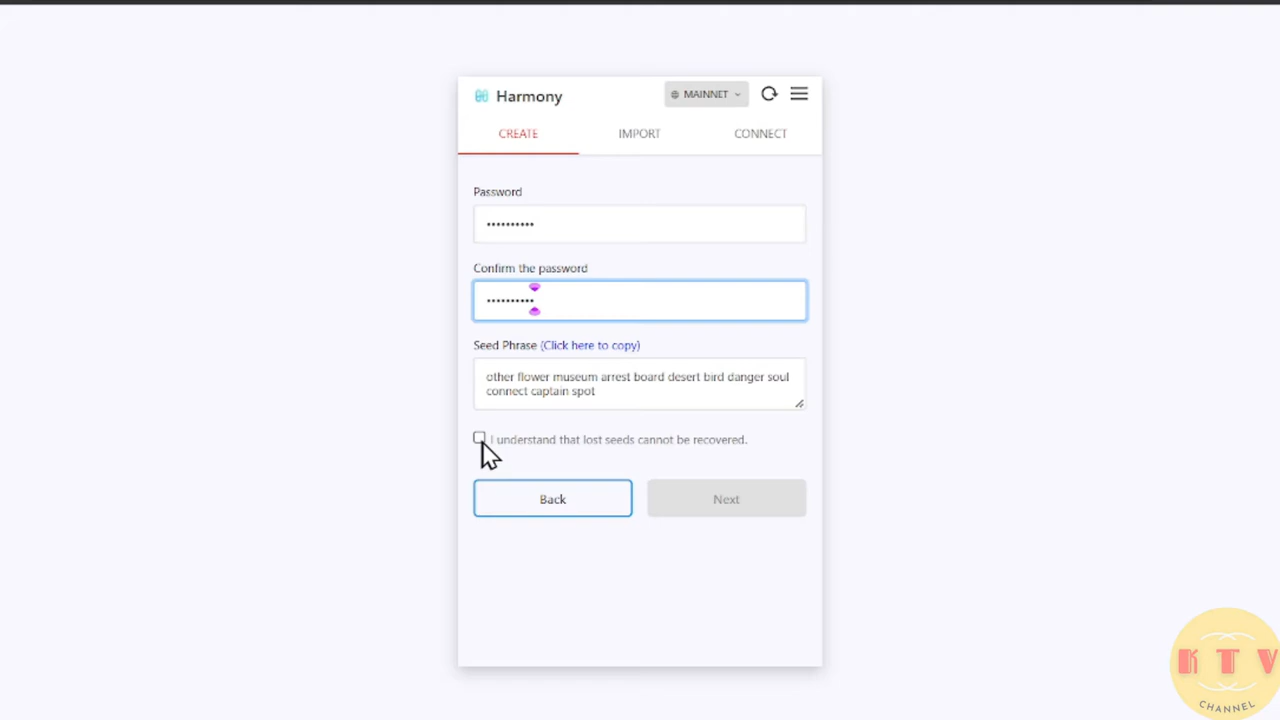 Harmony
MAINNET
CREATE
IMPORT
CONNECT
Password
••••••••••
Confirm the password
••••••••••
Seed Phrase (Click here to copy)
other flower museum arrest board desert bird danger soul
connect captain spot
I understand that lost seeds cannot be recovered.
Back
Next
KTV
CHANNEL